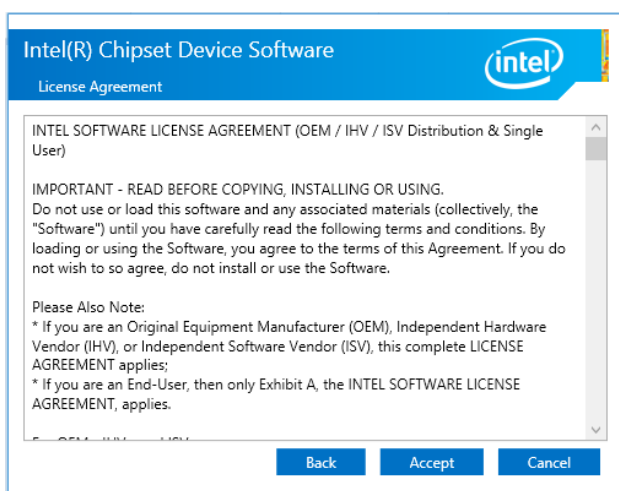 Intel(R) Chipset Device Software
License Agreement
intel
INTEL SOFTWARE LICENSE AGREEMENT (OEM / IHV / ISV Distribution & Single
User)
IMPORTANT - READ BEFORE COPYING, INSTALLING OR USING.
Do not use or load this software and any associated materials (collectively, the
"Software") until you have carefully read the following terms and conditions. By
loading or using the Software, you agree to the terms of this Agreement. If you do
not wish to so agree, do not install or use the Software.
Please Also Note:
* If you are an Original Equipment Manufacturer (OEM), Independent Hardware
Vendor (IHV), or Independent Software Vendor (ISV), this complete LICENSE
AGREEMENT applies;
* If you are an End-User, then only Exhibit A, the INTEL SOFTWARE LICENSE
AGREEMENT, applies.
Back Accept Cancel